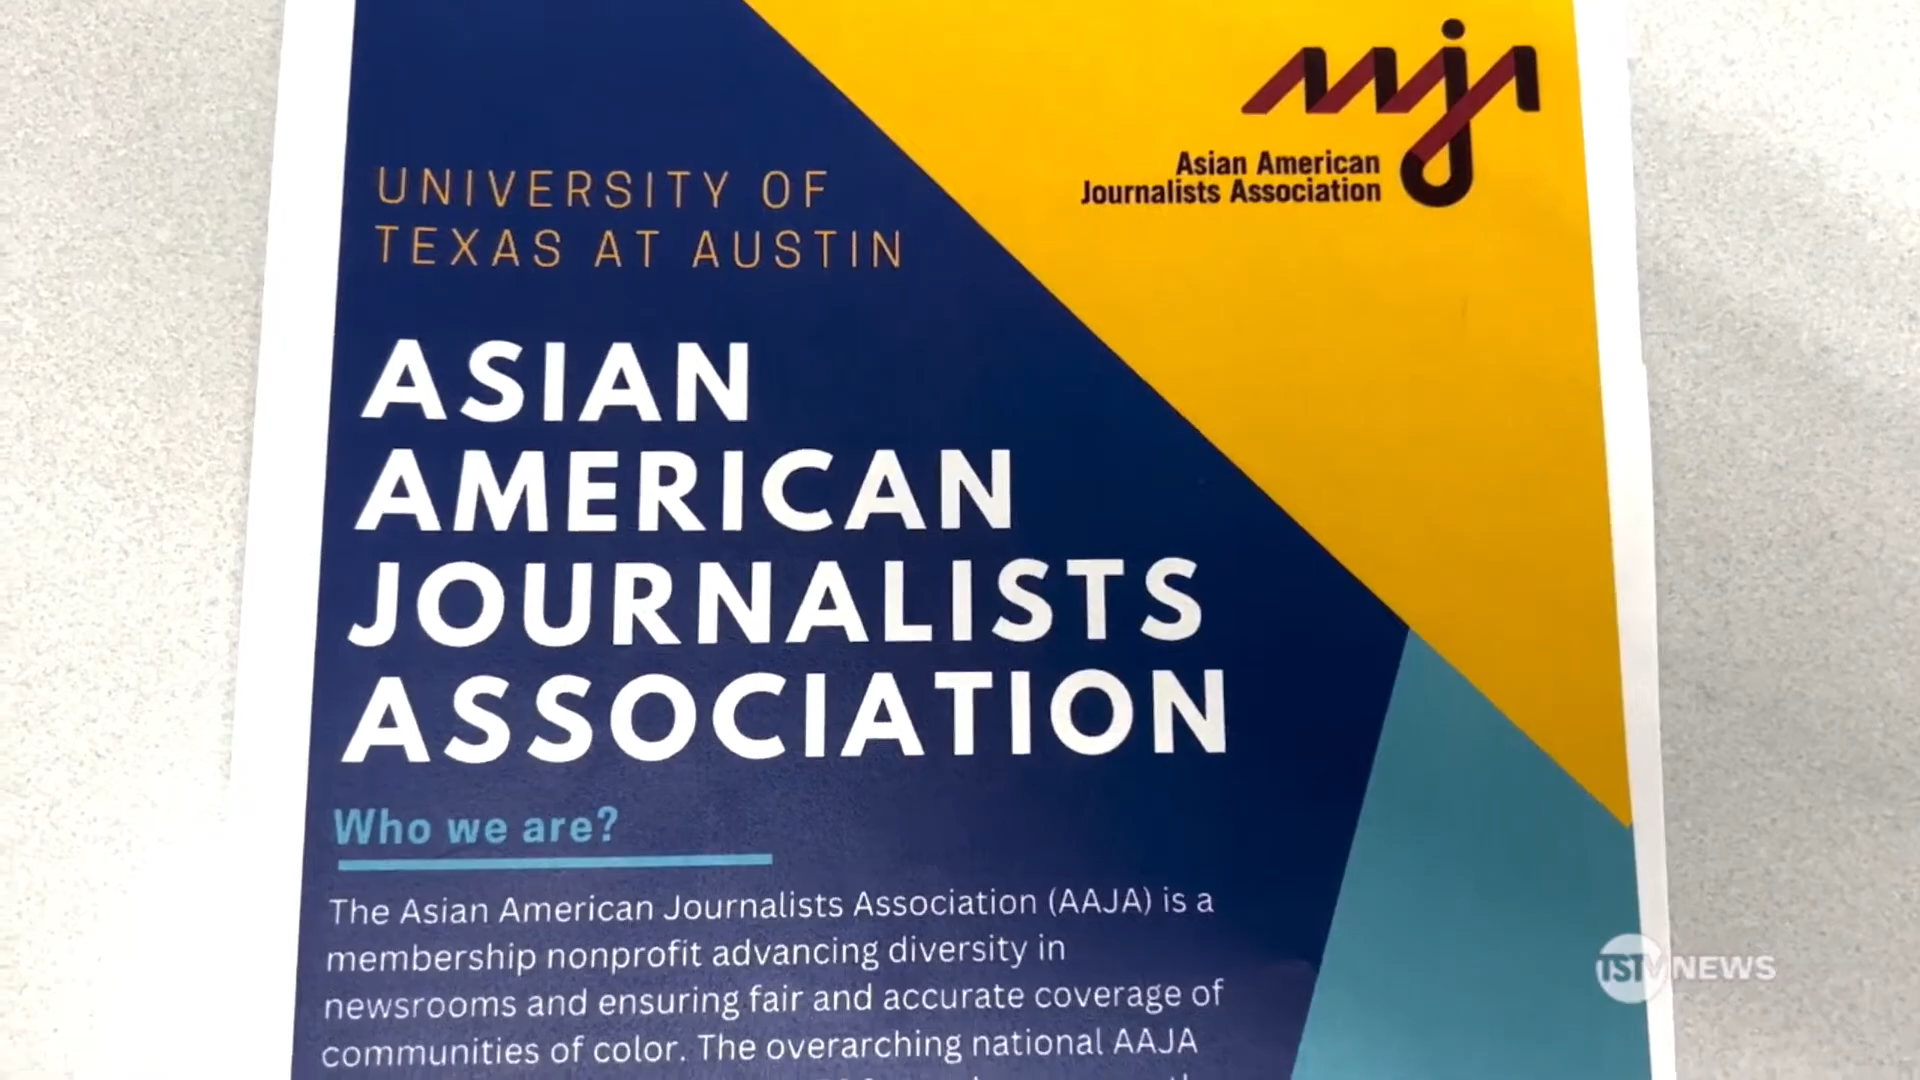 aaja
Asian American
Journalists Association
UNIVERSITY OF
TEXAS AT AUSTIN
ASIAN
AMERICAN
JOURNALISTS
ASSOCIATION
Who we are?
The Asian American Journalists Association (AAJA) is a
membership nonprofit advancing diversity in
newsrooms and ensuring fair and accurate coverage of
communities of color. The overarching national AAJA
TSTV NEWS